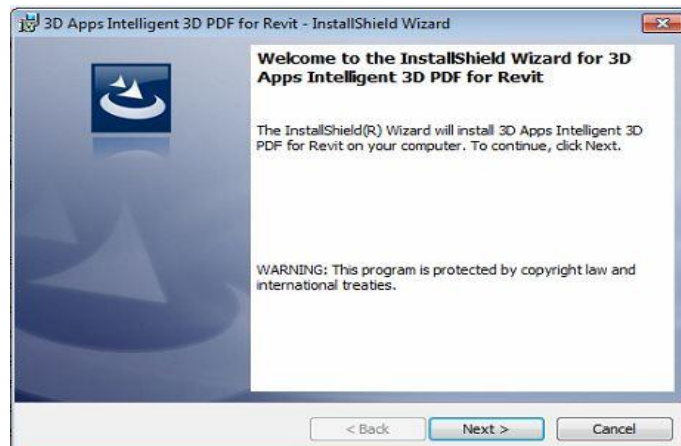 3D Apps Intelligent 3D PDF for Revit - InstallShield Wizard
Welcome to the InstallShield Wizard for 3D
Apps Intelligent 3D PDF for Revit
The InstallShield(R) Wizard will install 3D Apps Intelligent 3D
PDF for Revit on your computer. To continue, click Next.
WARNING: This program is protected by copyright law and
international treaties.
< Back
Next >
Cancel